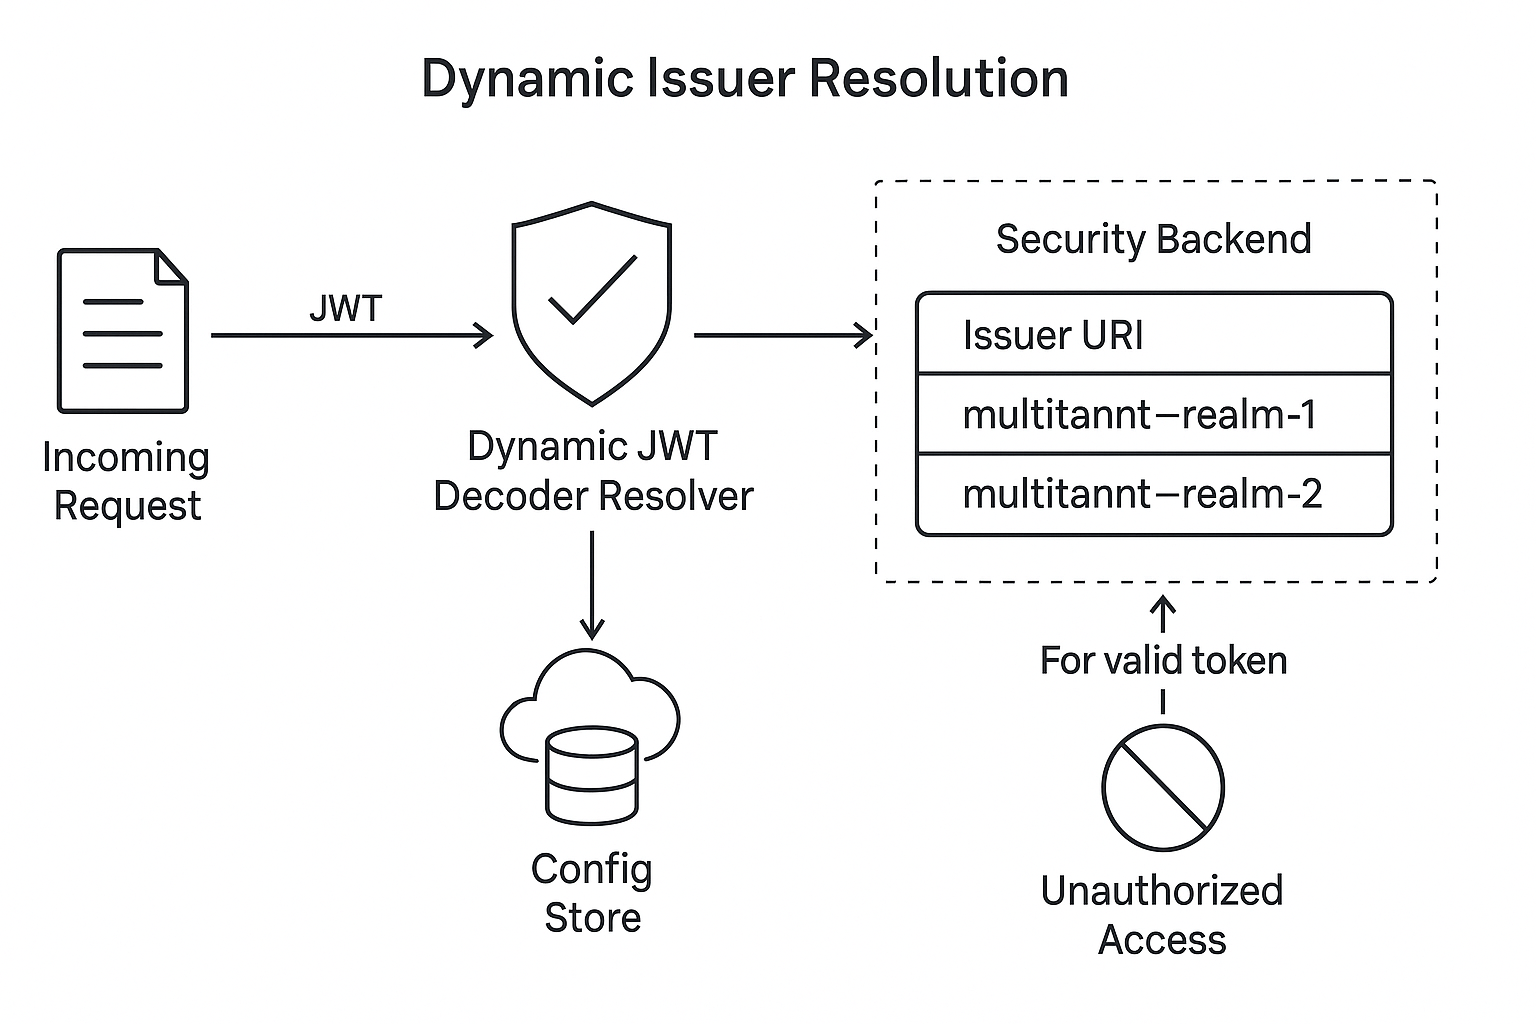 Dynamic Issuer Resolution
JWT
Incoming
Request
Dynamic JWT
Decoder Resolver
Config
Store
Security Backend
Issuer URI
multitannt–realm-1
multitannt–realm-2
For valid token
Unauthorized
Access